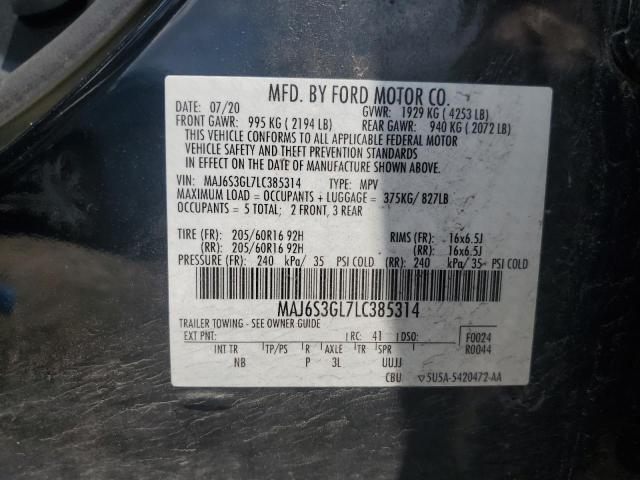 MFD. BY FORD MOTOR CO.
DATE: 07/20 GVWR: 1929 KG ( 4253 LB)
FRONT GAWR: 995 KG ( 2194 LB) REAR GAWR: 940 KG ( 2072 LB)
THIS VEHICLE CONFORMS TO ALL APPLICABLE FEDERAL MOTOR
VEHICLE SAFETY AND THEFT PREVENTION STANDARDS
IN EFFECT ON THE DATE OF MANUFACTURE SHOWN ABOVE.
VIN: MAJ6S3GL7LC385314 TYPE: MPV
MAXIMUM LOAD = OCCUPANTS + LUGGAGE = 375KG/ 827LB
OCCUPANTS = 5 TOTAL; 2 FRONT, 3 REAR
TIRE (FR): 205/60R16 92H RIMS (FR): 16x6.5J
(RR): 205/60R16 92H (RR): 16x6.5J
PRESSURE (FR): 240 kPa/ 35 PSI COLD (RR): 240 kPa/ 35 PSI COLD
MAJ6S3GL7LC385314
TRAILER TOWING - SEE OWNER GUIDE
EXT PNT: RC: 41 DSO: F0024
INT TR TP/PS R AXLE TR SPR R0044
NB P 3L UUJJ
CBU ▽5U5A-5420472-AA